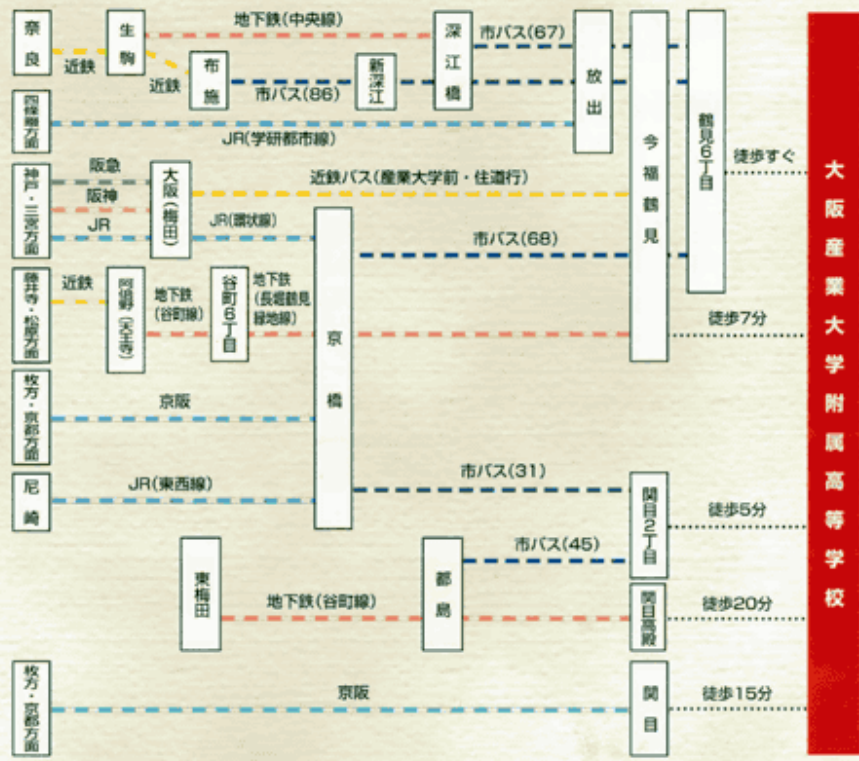 奈良
生駒
地下鉄(中央線)
深江橋
市バス(67)
放出
今福鶴見
鶴見6丁目
徒歩すぐ
大阪産業大学附属高等学校
近鉄
近鉄
布施
市バス(86)
新深江
四條畷方面
JR(学研都市線)
神戸・三宮方面
阪急
阪神
JR
大阪(梅田)
近鉄バス(産業大学前・住道行)
JR(環状線)
京橋
市バス(68)
藤井寺・松原方面
近鉄
阿倍野(天王寺)
地下鉄
(谷町線)
谷町6丁目
地下鉄
(長堀鶴見
緑地線)
徒歩7分
枚方・京都方面
京阪
尼崎
JR(東西線)
市バス(31)
関目2丁目
徒歩5分
東梅田
地下鉄(谷町線)
都島
市バス(45)
関目高殿
徒歩20分
枚方・京都方面
京阪
関目
徒歩15分